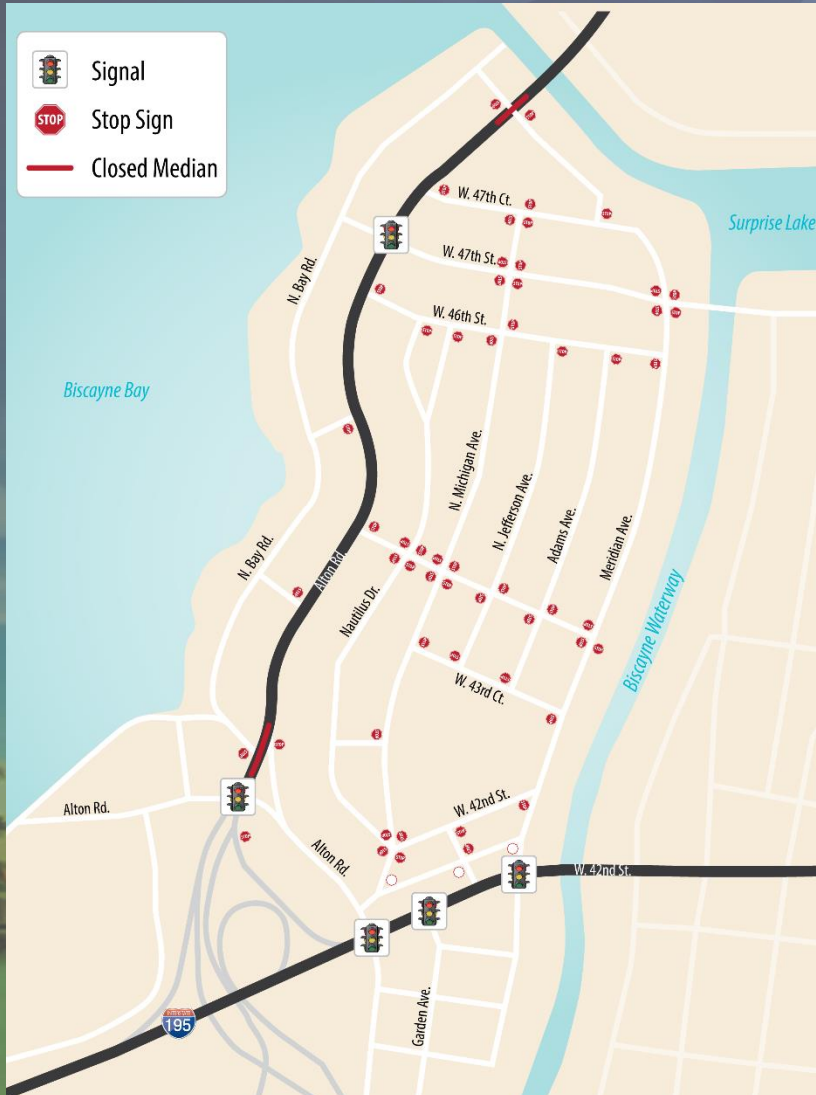 Signal
STOP
Stop Sign
Closed Median
W. 47th Ct.
Surprise Lake
N. Bay Rd.
W. 47th St.
W. 46th St.
Biscayne Bay
N. Michigan Ave.
N. Jefferson Ave.
Adams Ave.
Meridian Ave.
N. Bay Rd.
Alton Rd.
Nautilus Dr.
Biscayne Waterway
W. 43rd Ct.
W. 42nd St.
Alton Rd.
Alton Rd.
W. 42nd St.
Garden Ave.
195